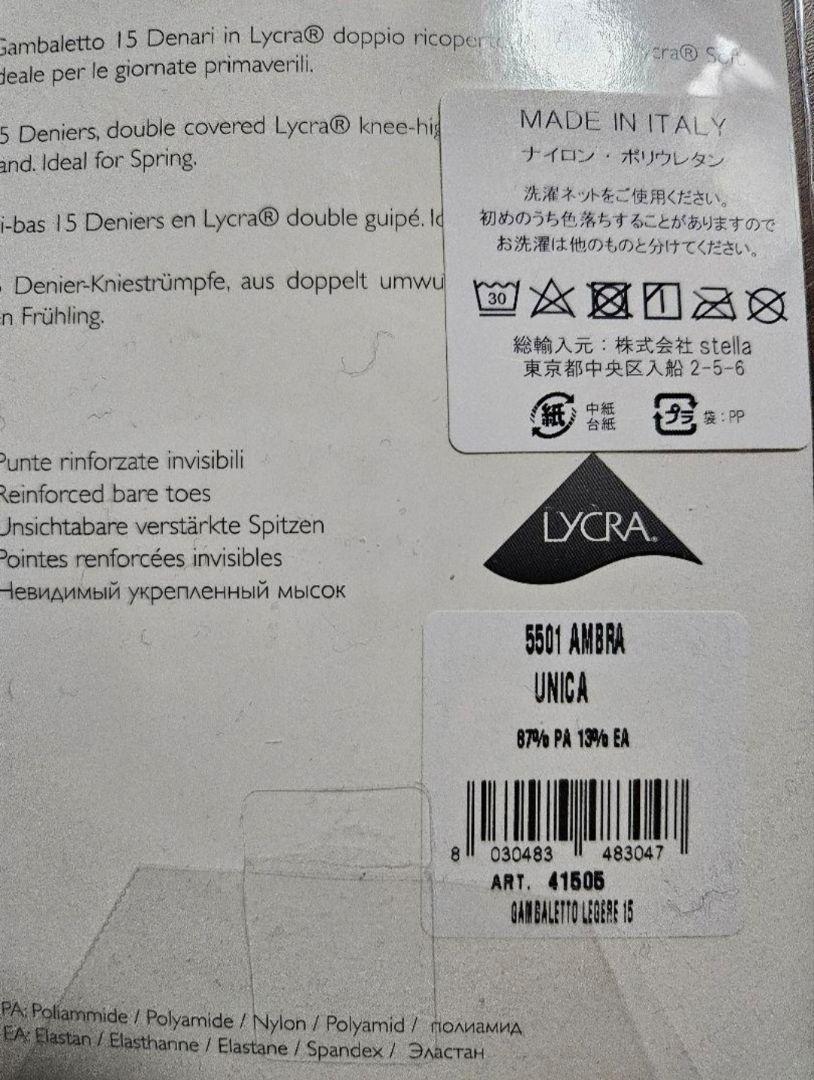 Gambaletto 15 Denari in Lycra® doppio ricoperto
ycra® Soft.
deale per le giornate primaverili.
5 Deniers, double covered Lycra® knee-hig
and. Ideal for Spring.
i-bas 15 Deniers en Lycra® double guipé. Id
Denier-Kniestrümpfe, aus doppelt umwu
n Frühling.
MADE IN ITALY
ナイロン・ポリウレタン
洗濯ネットをご使用ください。
初めのうち色落ちすることがありますので
お洗濯は他のものと分けてください。
30
総輸入元：株式会社 stella
東京都中央区入船 2-5-6
紙 中紙
台紙
プラ 袋：PP
Punte rinforzate invisibili
Reinforced bare toes
Unsichtabare verstärkte Spitzen
Pointes renforcées invisibles
Невидимый укрепленный мысок
LYCRA®
5501 AMBRA
UNICA
87% PA 13% EA
8 030483 483047
ART. 41505
GAMBALETTO LEGERE 15
PA: Poliammide / Polyamide / Nylon / Polyamid / полиамид
EA: Elastan / Elasthanne / Elastane / Spandex / Эластан